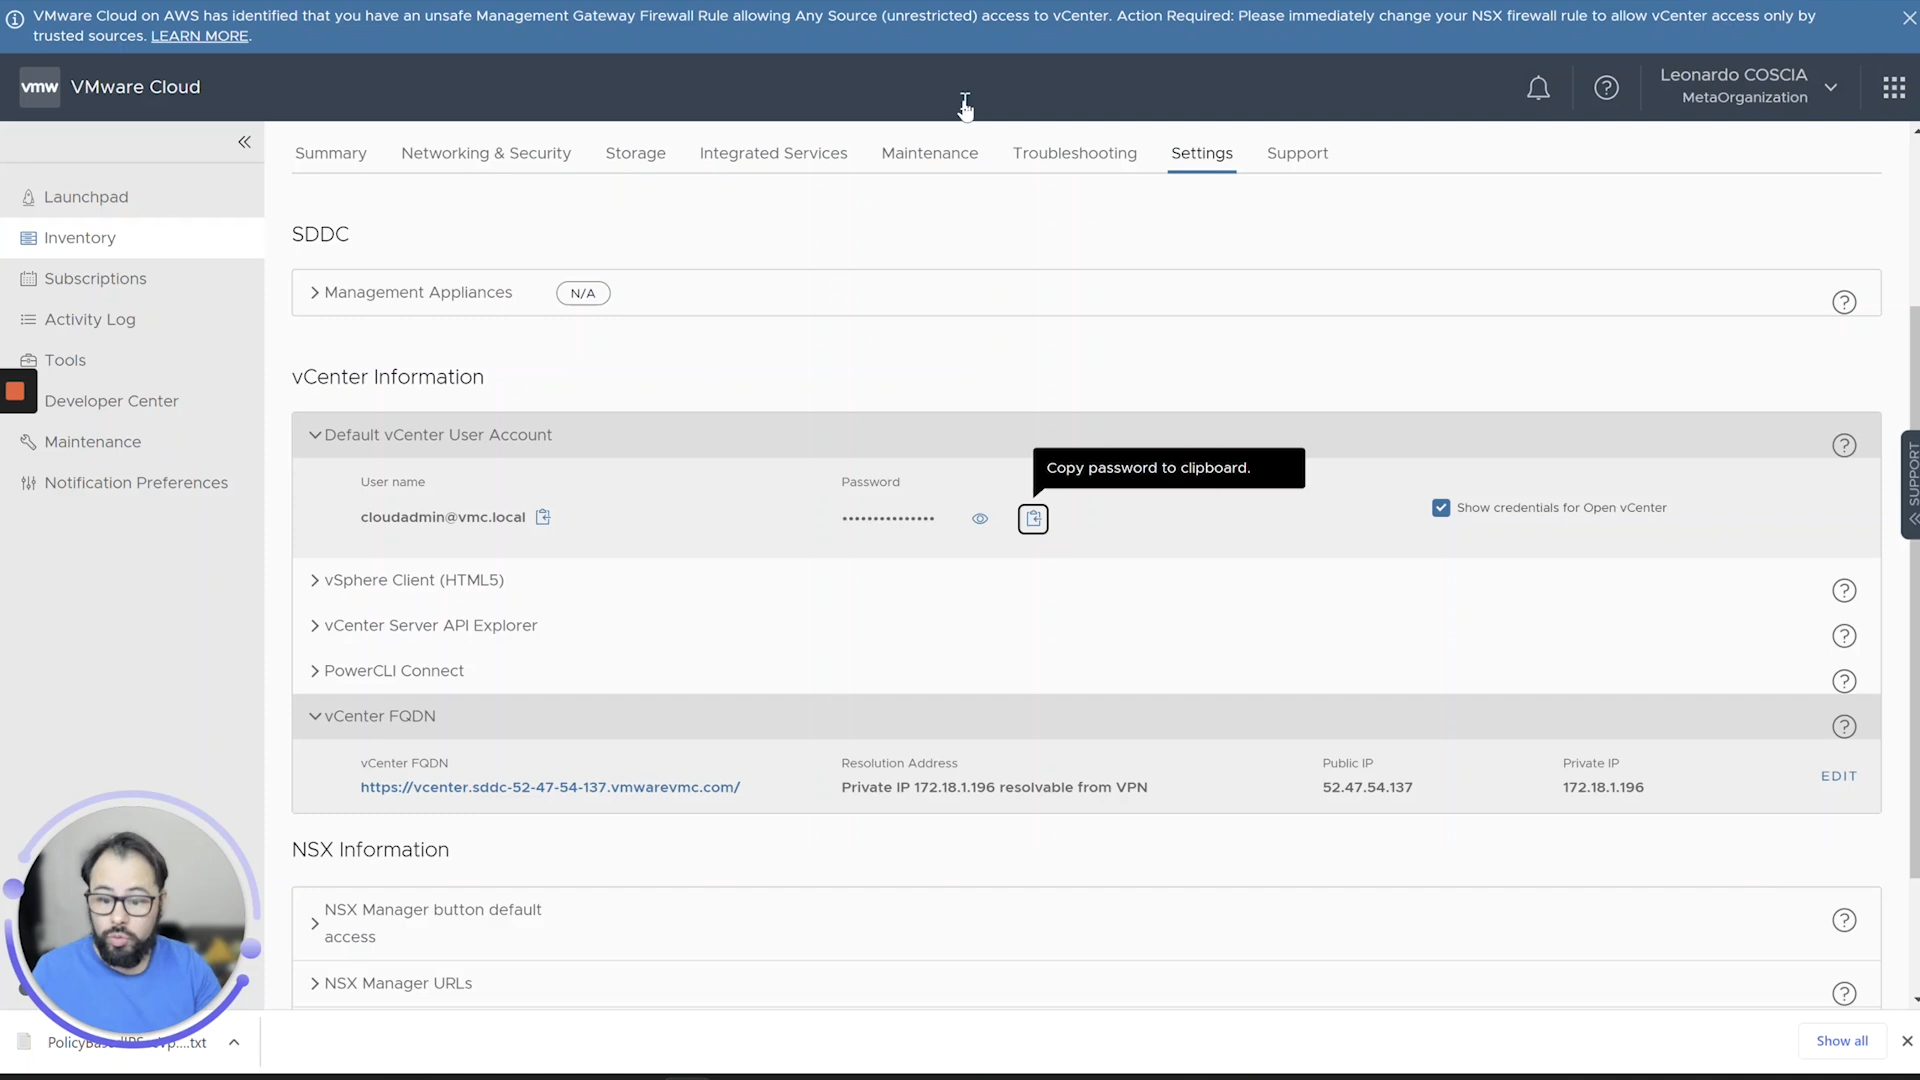 VMware Cloud on AWS has identified that you have an unsafe Management Gateway Firewall Rule allowing Any Source (unrestricted) access to vCenter. Action Required: Please immediately change your NSX firewall rule to allow vCenter access only by
trusted sources. LEARN MORE.
vmw VMware Cloud
Leonardo COSCIA
MetaOrganization
Summary Networking & Security Storage Integrated Services Maintenance Troubleshooting Settings Support
Launchpad
Inventory
Subscriptions
Activity Log
Tools
Developer Center
Maintenance
Notification Preferences
SDDC
Management Appliances N/A
vCenter Information
Default vCenter User Account
Copy password to clipboard.
User name Password
cloudadmin@vmc.local ••••••••••••••• Show credentials for Open vCenter
vSphere Client (HTML5)
vCenter Server API Explorer
PowerCLI Connect
vCenter FQDN
vCenter FQDN Resolution Address Public IP Private IP
https://vcenter.sddc-52-47-54-137.vmwarevmc.com/ Private IP 172.18.1.196 resolvable from VPN 52.47.54.137 172.18.1.196 EDIT
NSX Information
NSX Manager button default
access
NSX Manager URLs
SUPPORT
Show all